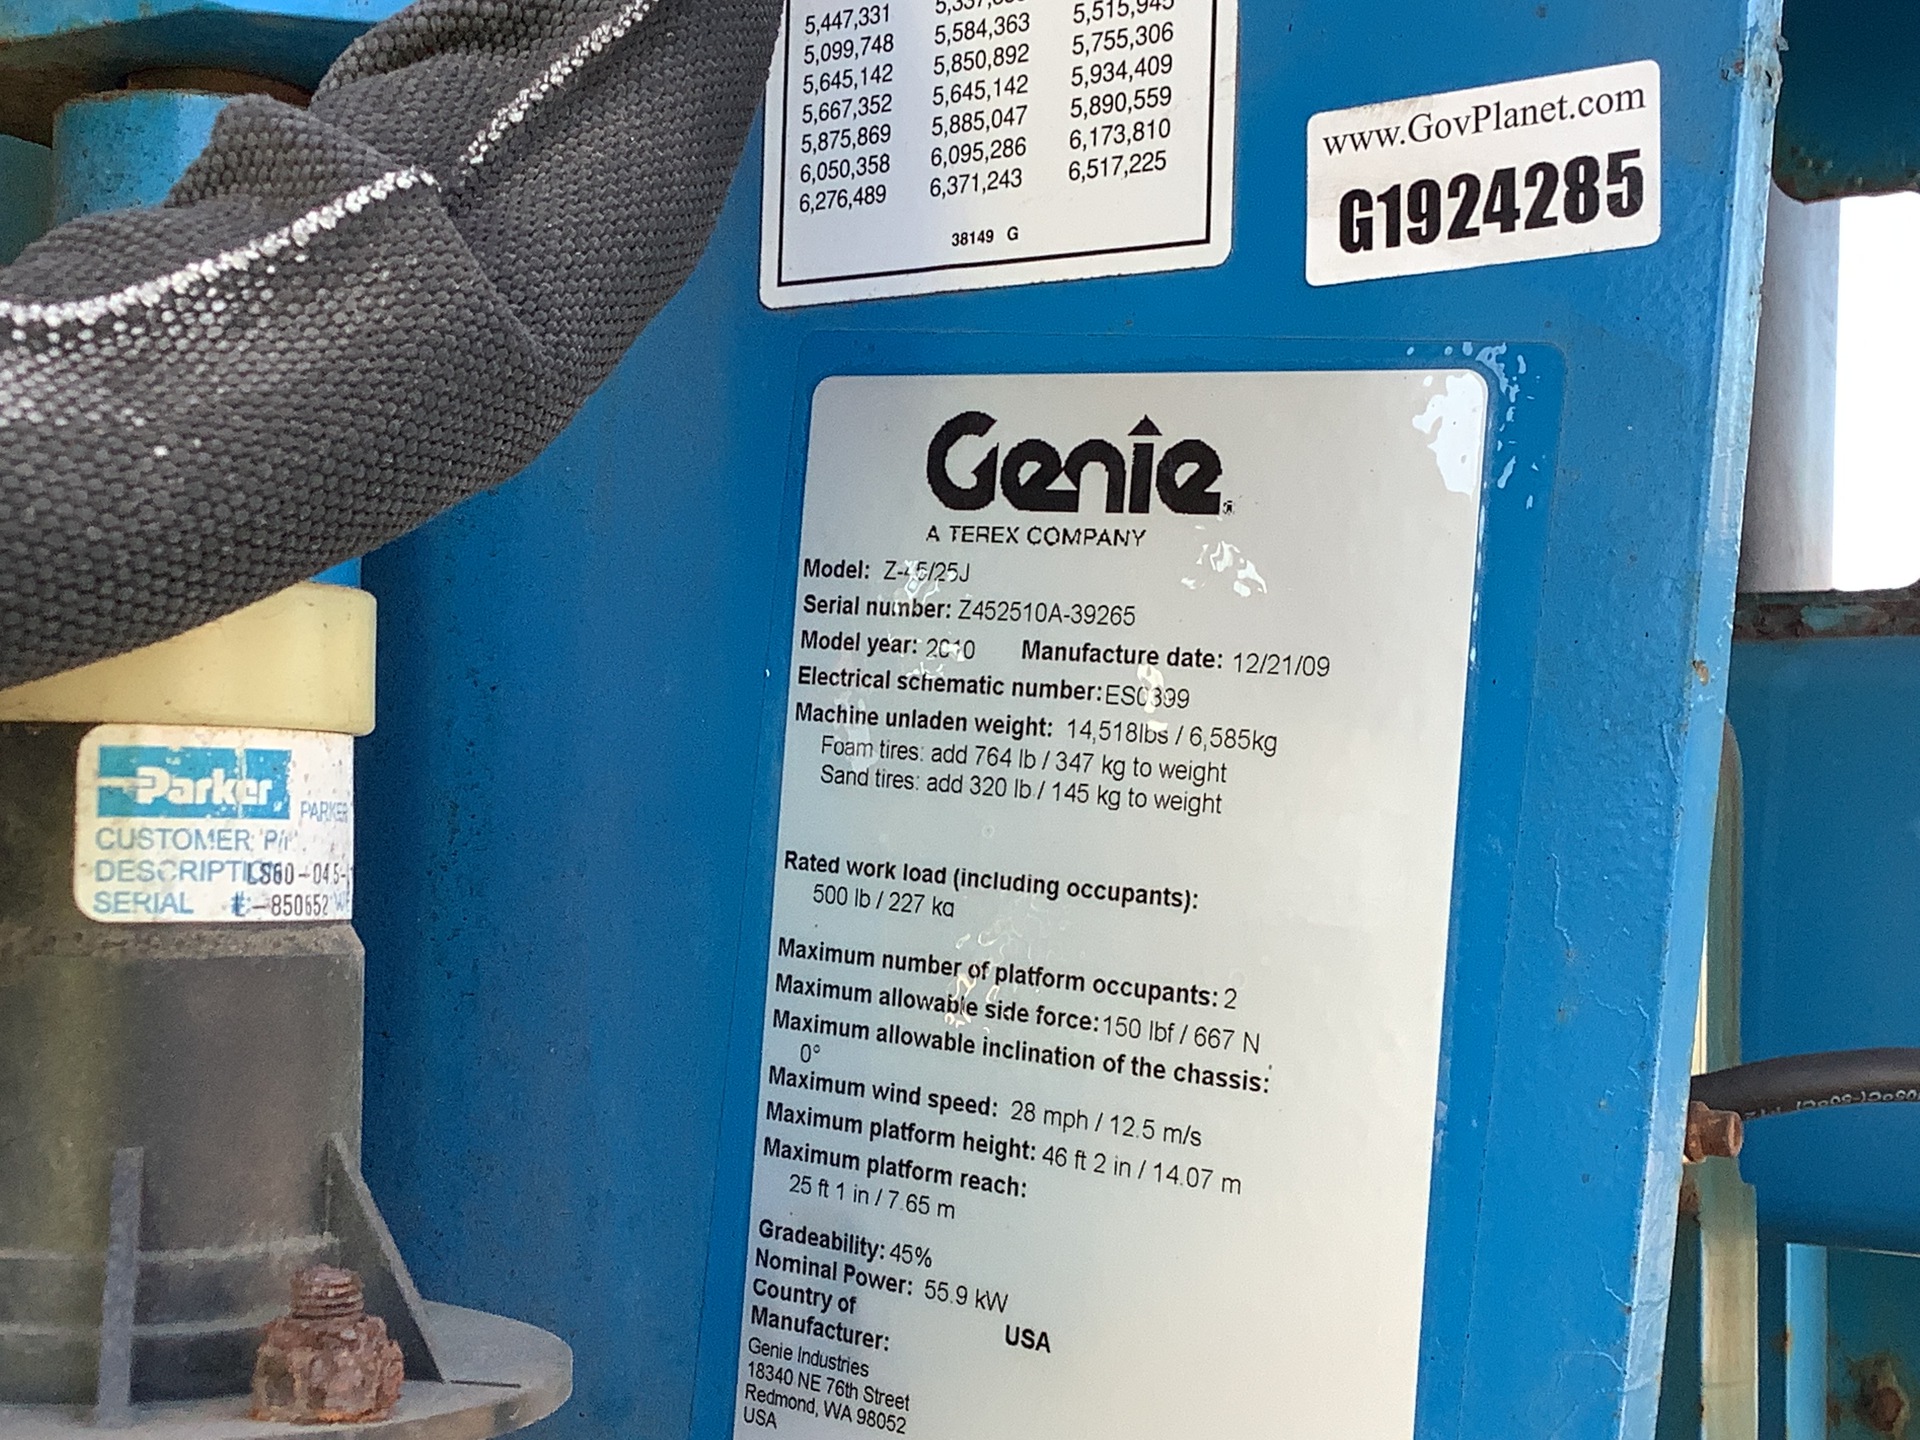 5,447,331 5,515,945
5,099,748 5,584,363 5,755,306
5,645,142 5,850,892 5,934,409
5,667,352 5,645,142 5,890,559
5,875,869 5,885,047 6,173,810
6,050,358 6,095,286 6,517,225
6,276,489 6,371,243
38149 G
www.GovPlanet.com
G1924285
Genie
A TEREX COMPANY
Model: Z-45/25J
Serial number: Z452510A-39265
Model year: 2010 Manufacture date: 12/21/09
Electrical schematic number: ES0399
Machine unladen weight: 14,518lbs / 6,585kg
Foam tires: add 764 lb / 347 kg to weight
Sand tires: add 320 lb / 145 kg to weight
Rated work load (including occupants):
500 lb / 227 kg
Maximum number of platform occupants: 2
Maximum allowable side force: 150 lbf / 667 N
Maximum allowable inclination of the chassis:
0°
Maximum wind speed: 28 mph / 12.5 m/s
Maximum platform height: 46 ft 2 in / 14.07 m
Maximum platform reach:
25 ft 1 in / 7.65 m
Gradeability: 45%
Nominal Power: 55.9 kW
Country of
Manufacturer: USA
Genie Industries
18340 NE 76th Street
Redmond, WA 98052
USA
Parker
PARKER
CUSTOMER P/
DESCRIPTI LS60-045-
SERIAL #:-850652